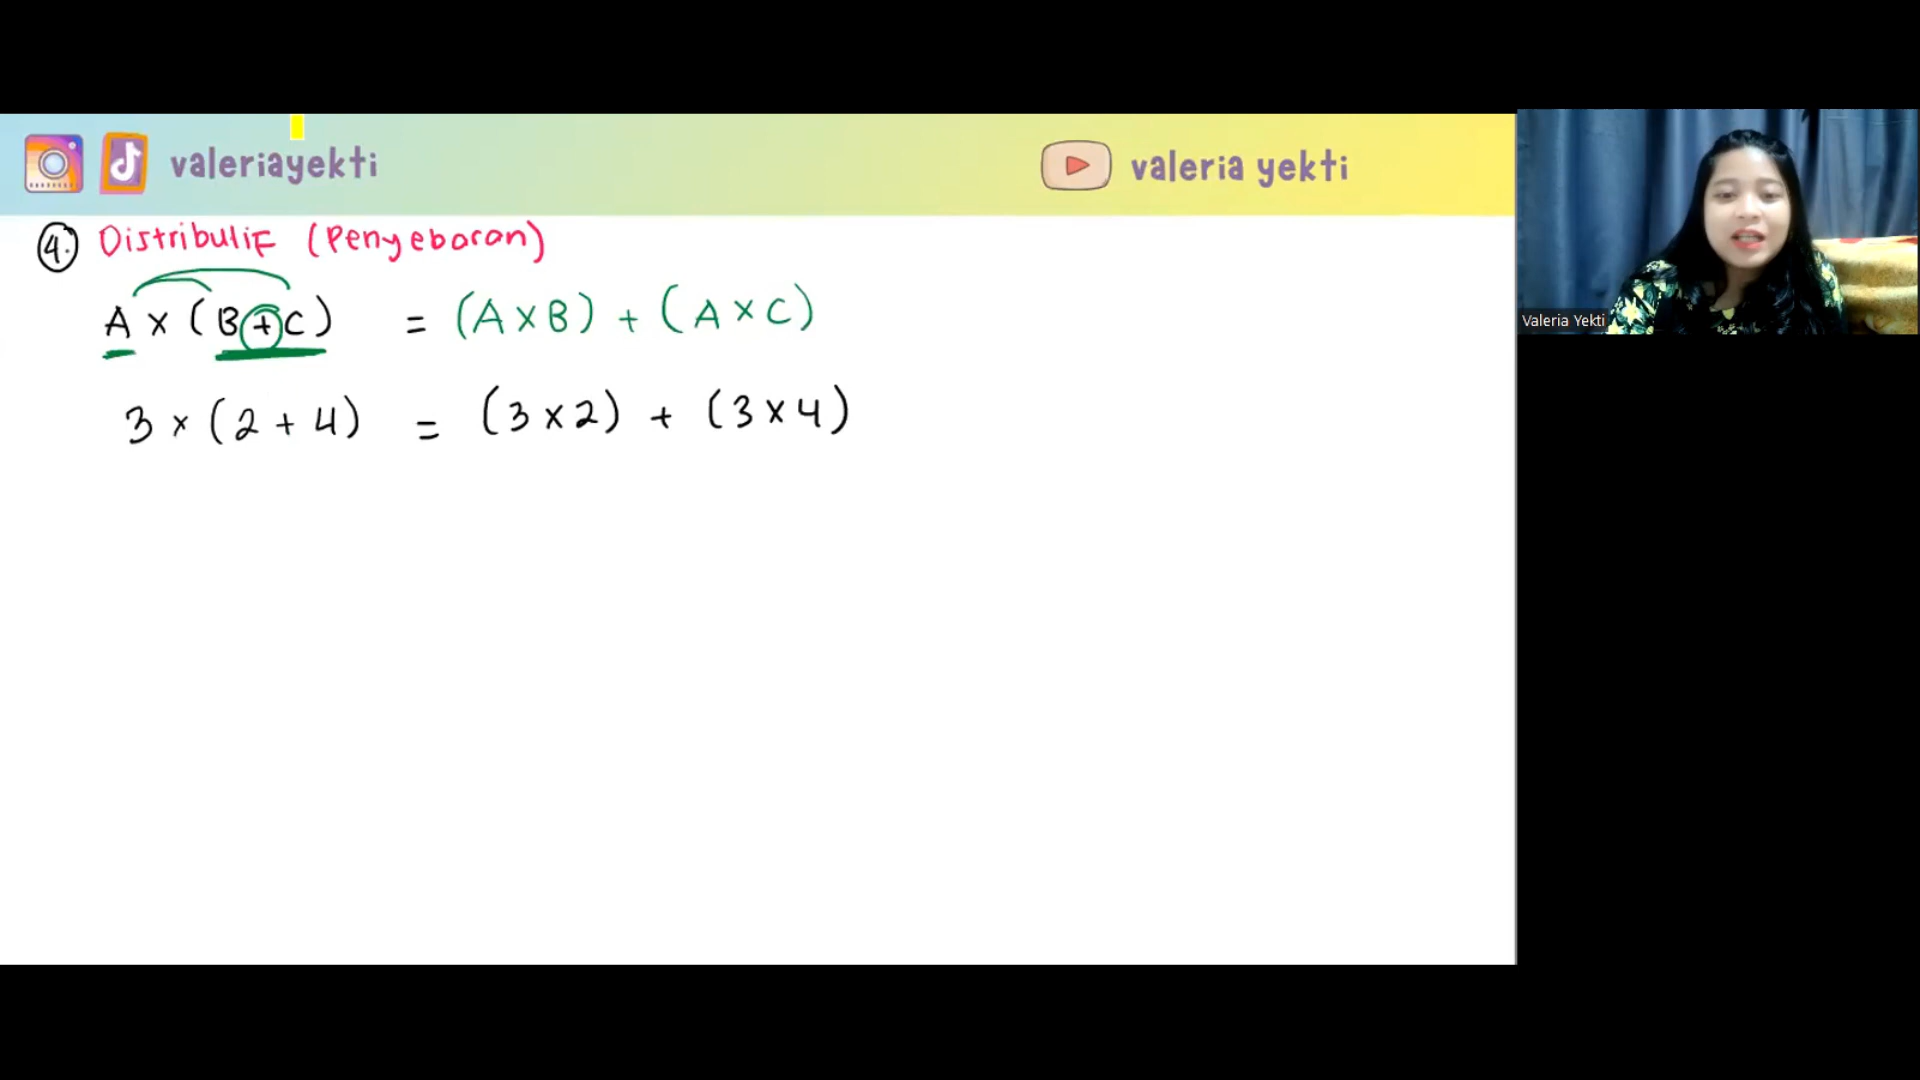 valeriayekti
valeria yekti
4. Distributif (Penyebaran)
A × (B + C) = (A × B) + (A × C)
3 × (2 + 4) = (3 × 2) + (3 × 4)
Valeria Yekti